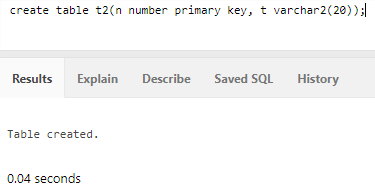 create table t2(n number primary key, t varchar2(20));
Results Explain Describe Saved SQL History
Table created.
0.04 seconds